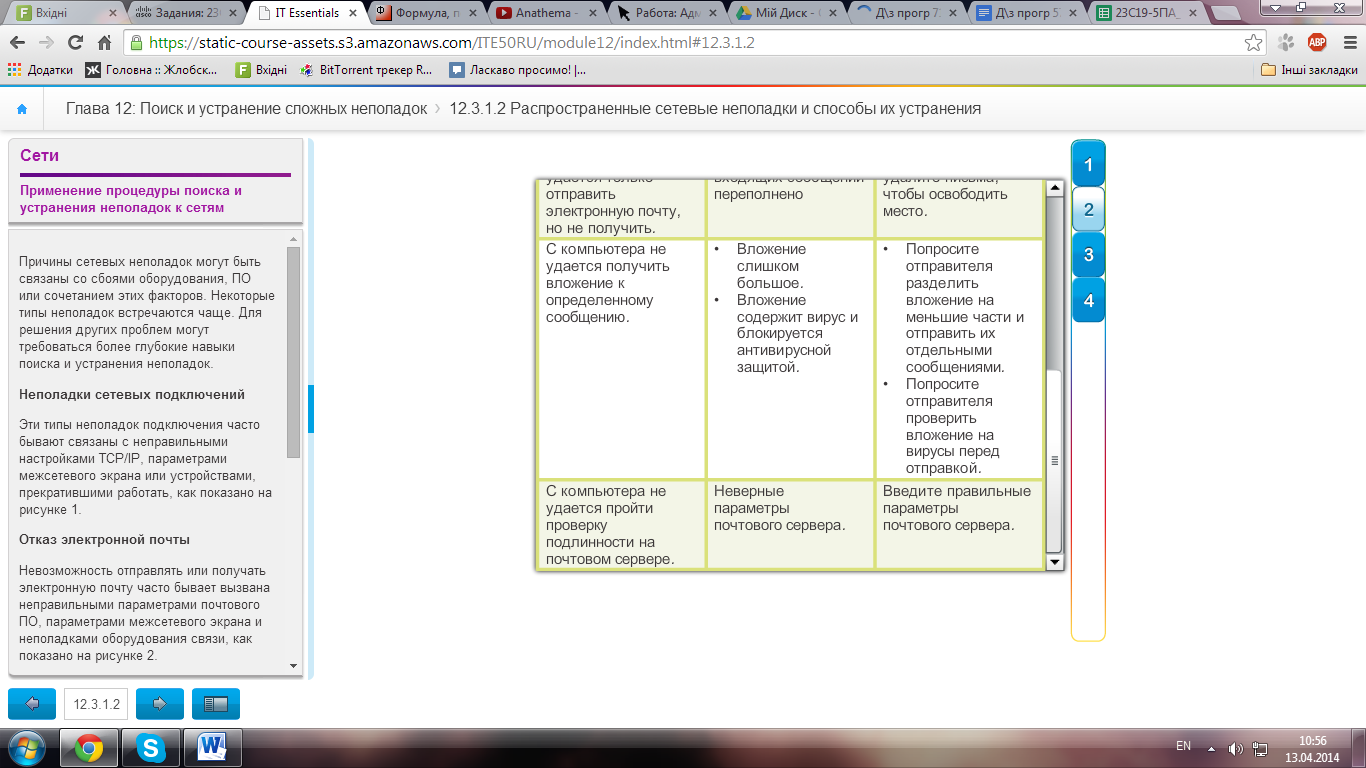 Вхідні
Задания: 23С
IT Essentials
Формула, п
Anathema -
Работа: Адм
Мій Диск - G
Д\з прогр 7
Д\з прогр 5
23С19-5ПА_
https://static-course-assets.s3.amazonaws.com/ITE50RU/module12/index.html#12.3.1.2
ABP
Додатки
Головна :: Жлобск...
Вхідні
BitTorrent трекер R...
Ласкаво просимо! |...
Інші закладки
Глава 12: Поиск и устранение сложных неполадок
12.3.1.2 Распространенные сетевые неполадки и способы их устранения
Сети
Применение процедуры поиска и
устранения неполадок к сетям
Причины сетевых неполадок могут быть
связаны со сбоями оборудования, ПО
или сочетанием этих факторов. Некоторые
типы неполадок встречаются чаще. Для
решения других проблем могут
требоваться более глубокие навыки
поиска и устранения неполадок.
Неполадки сетевых подключений
Эти типы неполадок подключения часто
бывают связаны с неправильными
настройками TCP/IP, параметрами
межсетевого экрана или устройствами,
прекратившими работать, как показано на
рисунке 1.
Отказ электронной почты
Невозможность отправлять или получать
электронную почту часто бывает вызвана
неправильными параметрами почтового
ПО, параметрами межсетевого экрана и
неполадками оборудования связи, как
показано на рисунке 2.
12.3.1.2
удается только
отправить
электронную почту,
но не получить.
входящих сообщений
переполнено
удалить письма,
чтобы освободить
место.
С компьютера не
удается получить
вложение к
определенному
сообщению.
• Вложение
слишком
большое.
• Вложение
содержит вирус и
блокируется
антивирусной
защитой.
• Попросите
отправителя
разделить
вложение на
меньшие части и
отправить их
отдельными
сообщениями.
• Попросите
отправителя
проверить
вложение на
вирусы перед
отправкой.
С компьютера не
удается пройти
проверку
подлинности на
почтовом сервере.
Неверные
параметры
почтового сервера.
Введите правильные
параметры
почтового сервера.
1
2
3
4
EN
10:56
13.04.2014